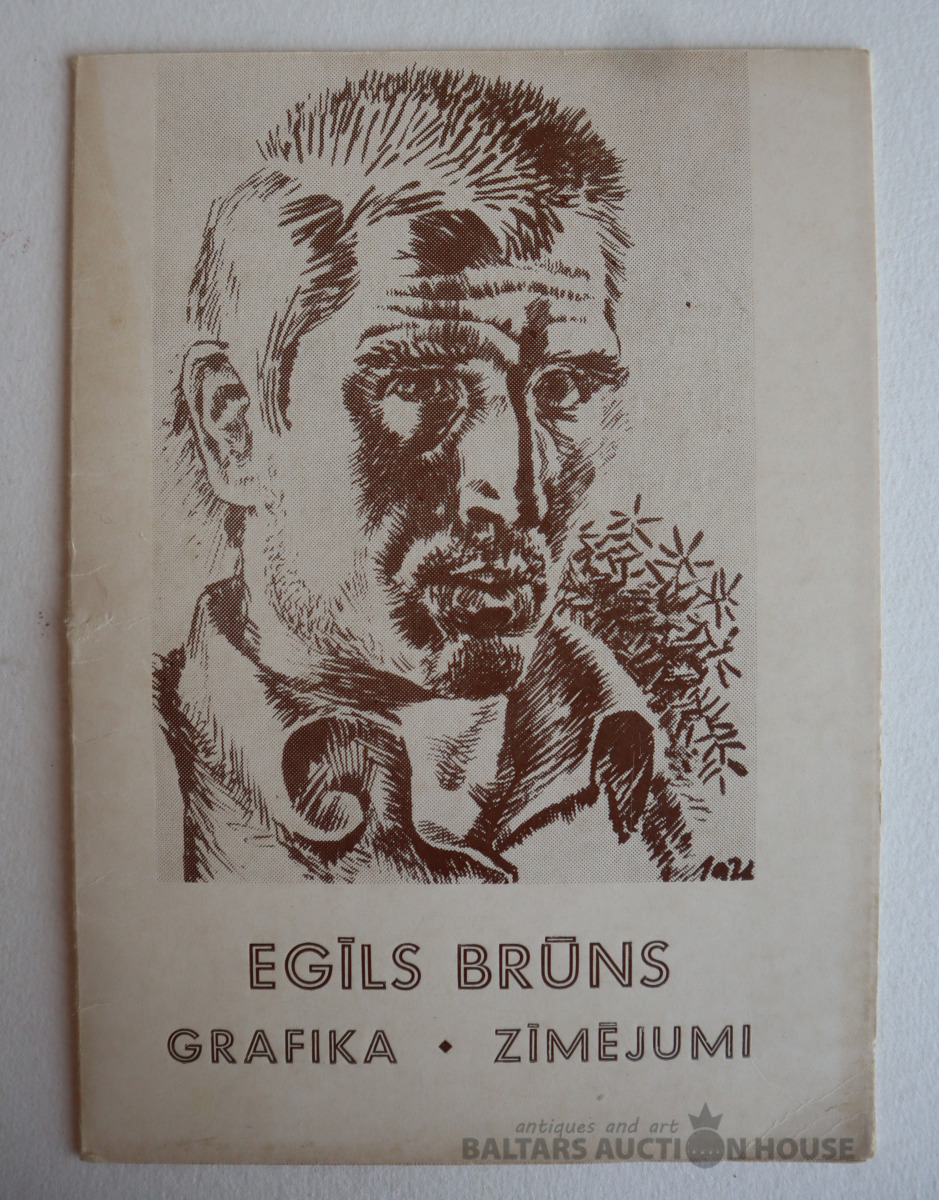 EGĪLS BRŪNS
GRAFIKA • ZĪMĒJUMI
antiques and art
BALTARS AUCTION HOUSE